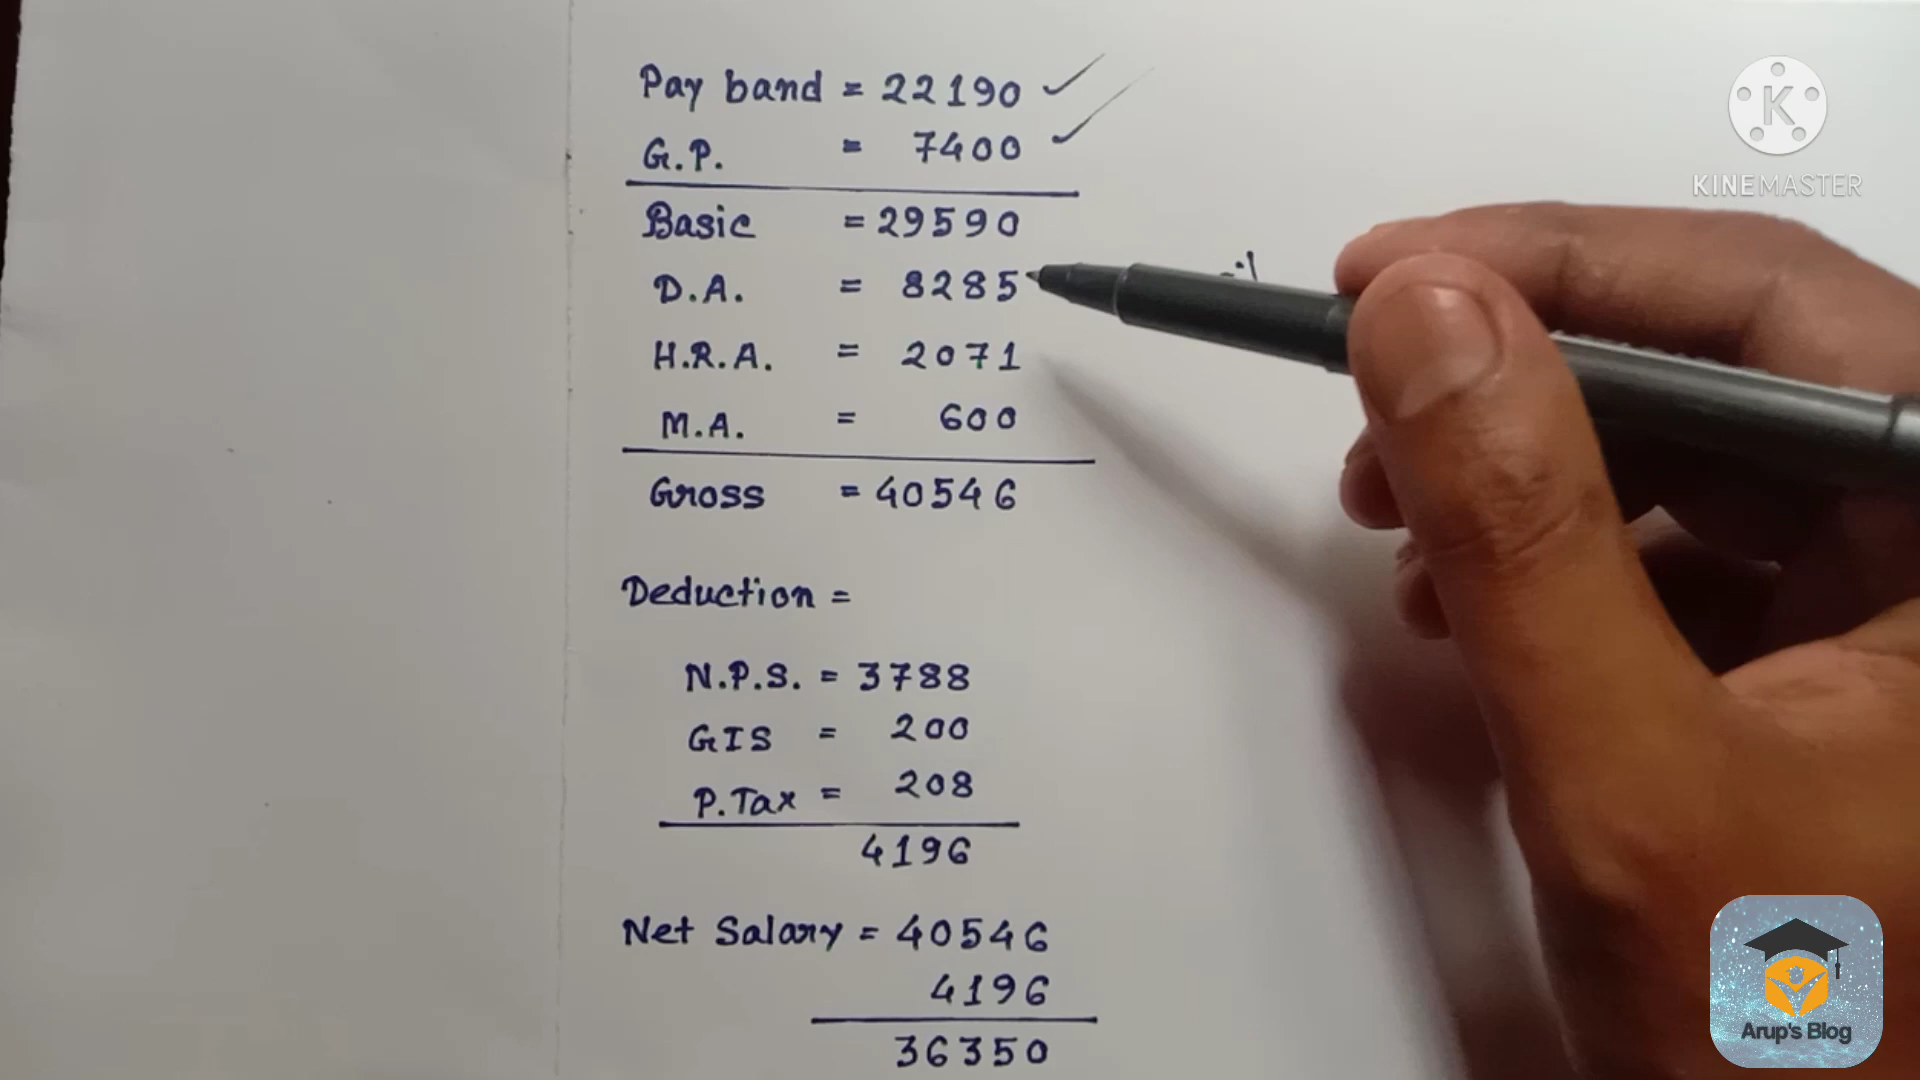 Pay band = 22190
G.P. = 7400
Basic = 29590
D.A. = 8285
H.R.A. = 2071
M.A. = 600
Gross = 40546
Deduction =
N.P.S. = 3788
GIS = 200
P.Tax = 208
4196
Net Salary = 40546
4196
36350
K
KINEMASTER
Arup's Blog